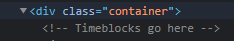 ▼<div class="container">
<!-- Timeblocks go here -->